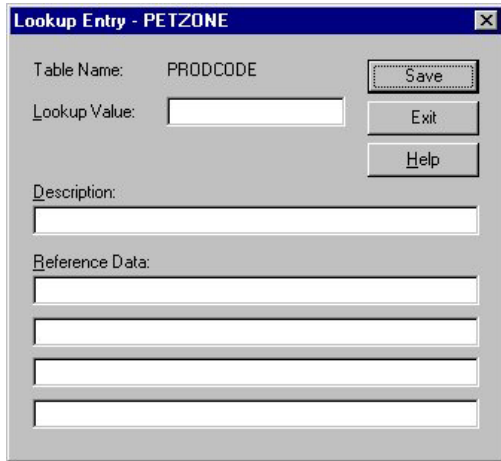 Lookup Entry - PETZONE
Table Name: PRODCODE
Save
Lookup Value:
Exit
Help
Description:
Reference Data: